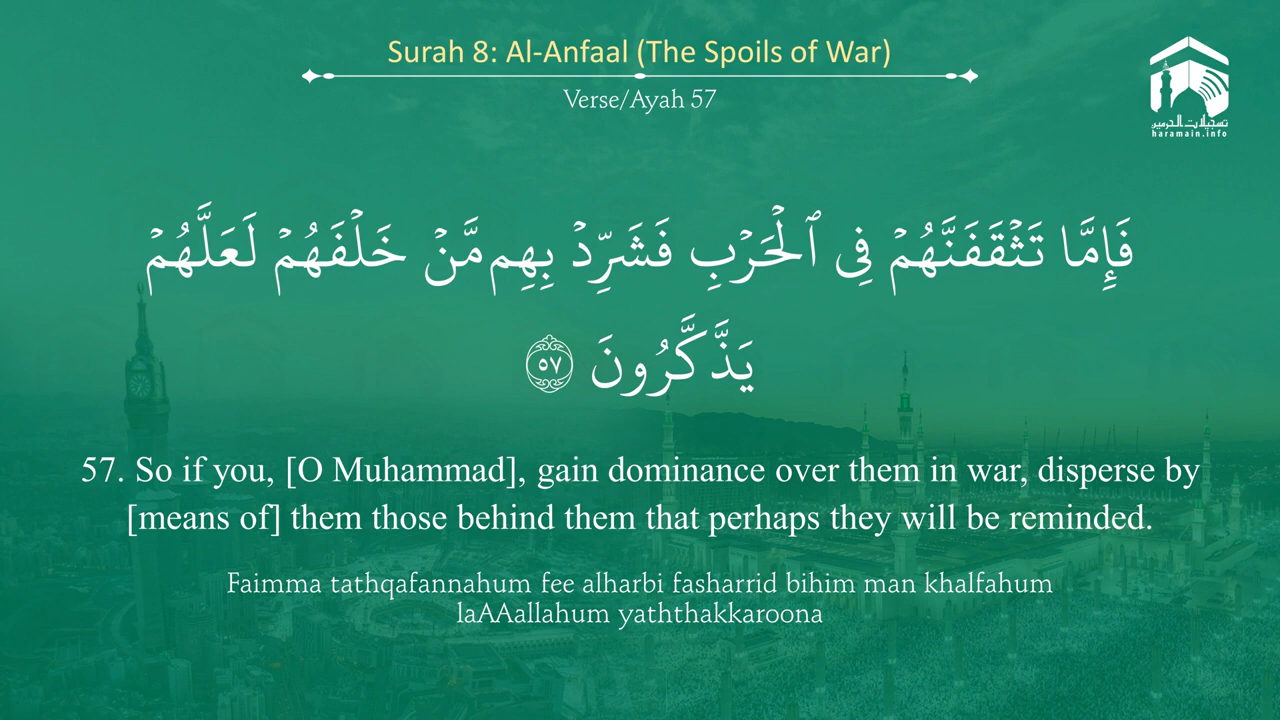 Surah 8: Al-Anfaal (The Spoils of War)
Verse/Ayah 57
تسجيلات الحرمين
haramain.info
فَإِمَّا تَثْقَفَنَّهُمْ فِى ٱلْحَرْبِ فَشَرِّدْ بِهِم مَّنْ خَلْفَهُمْ لَعَلَّهُمْ
يَذَّكَّرُونَ ٥٧
57. So if you, [O Muhammad], gain dominance over them in war, disperse by
[means of] them those behind them that perhaps they will be reminded.
Faimma tathqafannahum fee alharbi fasharrid bihim man khalfahum
laAAallahum yaththakkaroona